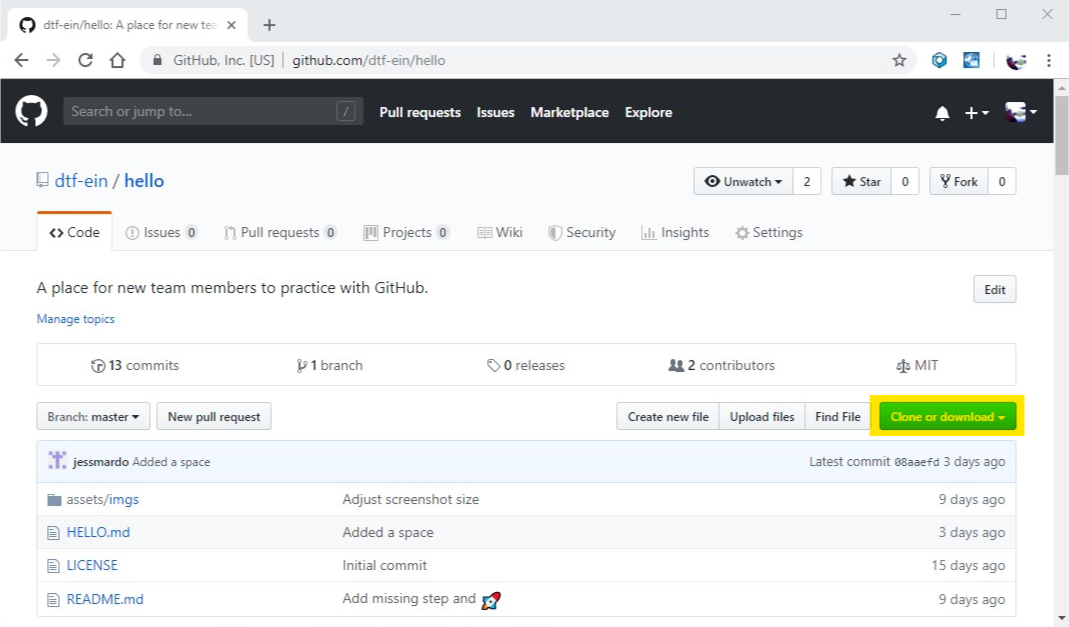 dtf-ein/hello: A place for new tea
GitHub, Inc. [US] | github.com/dtf-ein/hello
Search or jump to... / Pull requests Issues Marketplace Explore
dtf-ein / hello Unwatch 2 Star 0 Fork 0
Code Issues 0 Pull requests 0 Projects 0 Wiki Security Insights Settings
A place for new team members to practice with GitHub. Edit
Manage topics
13 commits 1 branch 0 releases 2 contributors MIT
Branch: master New pull request Create new file Upload files Find File Clone or download
jessmardo Added a space Latest commit 08aaefd 3 days ago
assets/imgs Adjust screenshot size 9 days ago
HELLO.md Added a space 3 days ago
LICENSE Initial commit 15 days ago
README.md Add missing step and 🚀 9 days ago